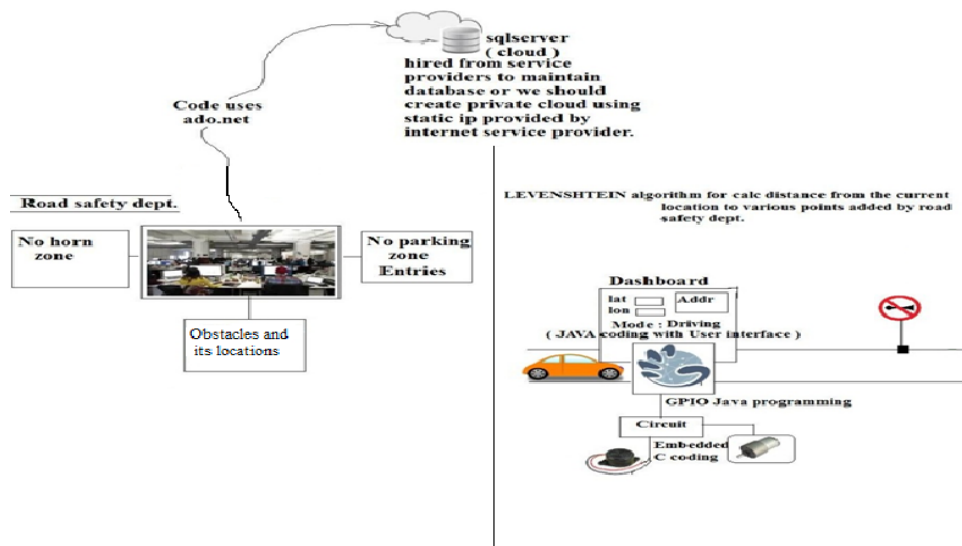 sqlserver
( cloud )
hired from service
providers to maintain
database or we should
create private cloud using
static ip provided by
internet service provider.
Code uses
ado.net
Road safety dept.
No horn
zone
No parking
zone
Entries
Obstacles and
its locations
LEVENSHTEIN algorithm for calc distance from the current
location to various points added by road
safety dept.
Dashboard
lat
lon
Addr
Mode : Driiving
( JAVA coding with User interface )
GPIO Java programming
Circuit
Embedded
C coding